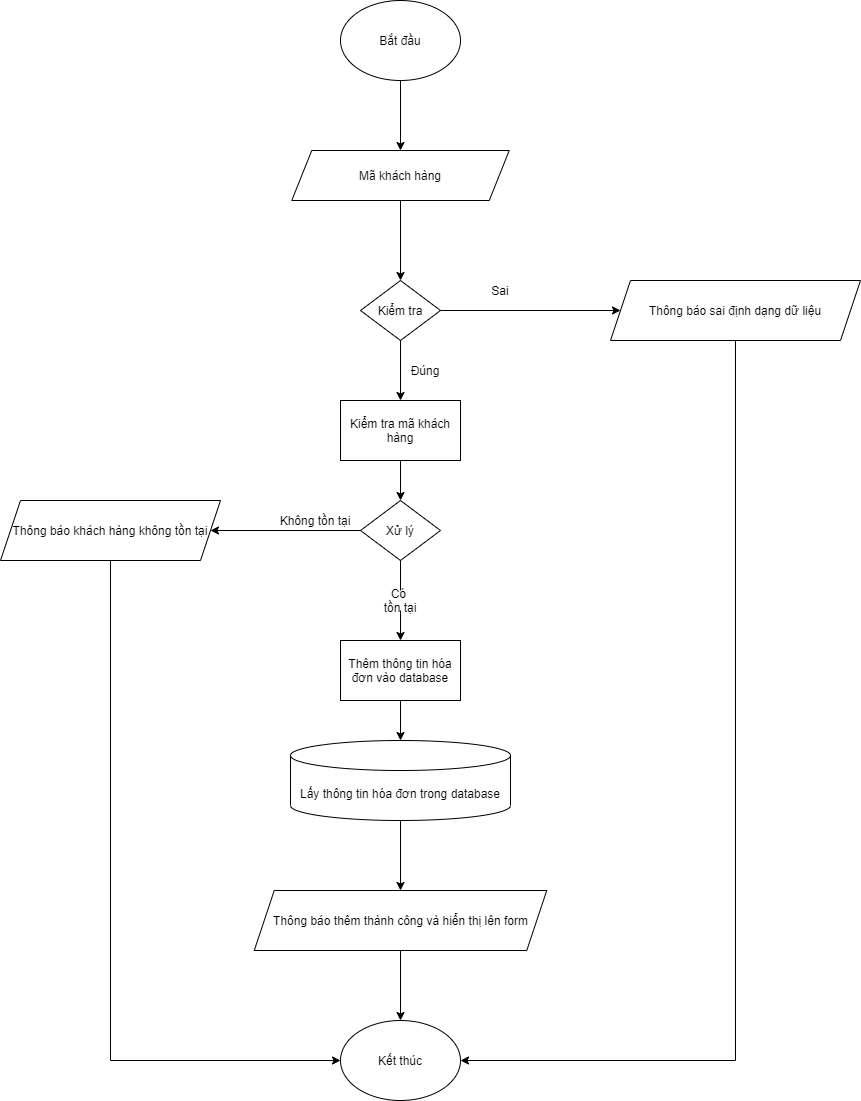 Bắt đầu
Mã khách hàng
Kiểm tra
Sai
Thông báo sai định dạng dữ liệu
Đúng
Kiểm tra mã khách
hàng
Xử lý
Không tồn tại
Thông báo khách hàng không tồn tại
Có
tồn tại
Thêm thông tin hóa
đơn vào database
Lấy thông tin hóa đơn trong database
Thông báo thêm thành công và hiển thị lên form
Kết thúc